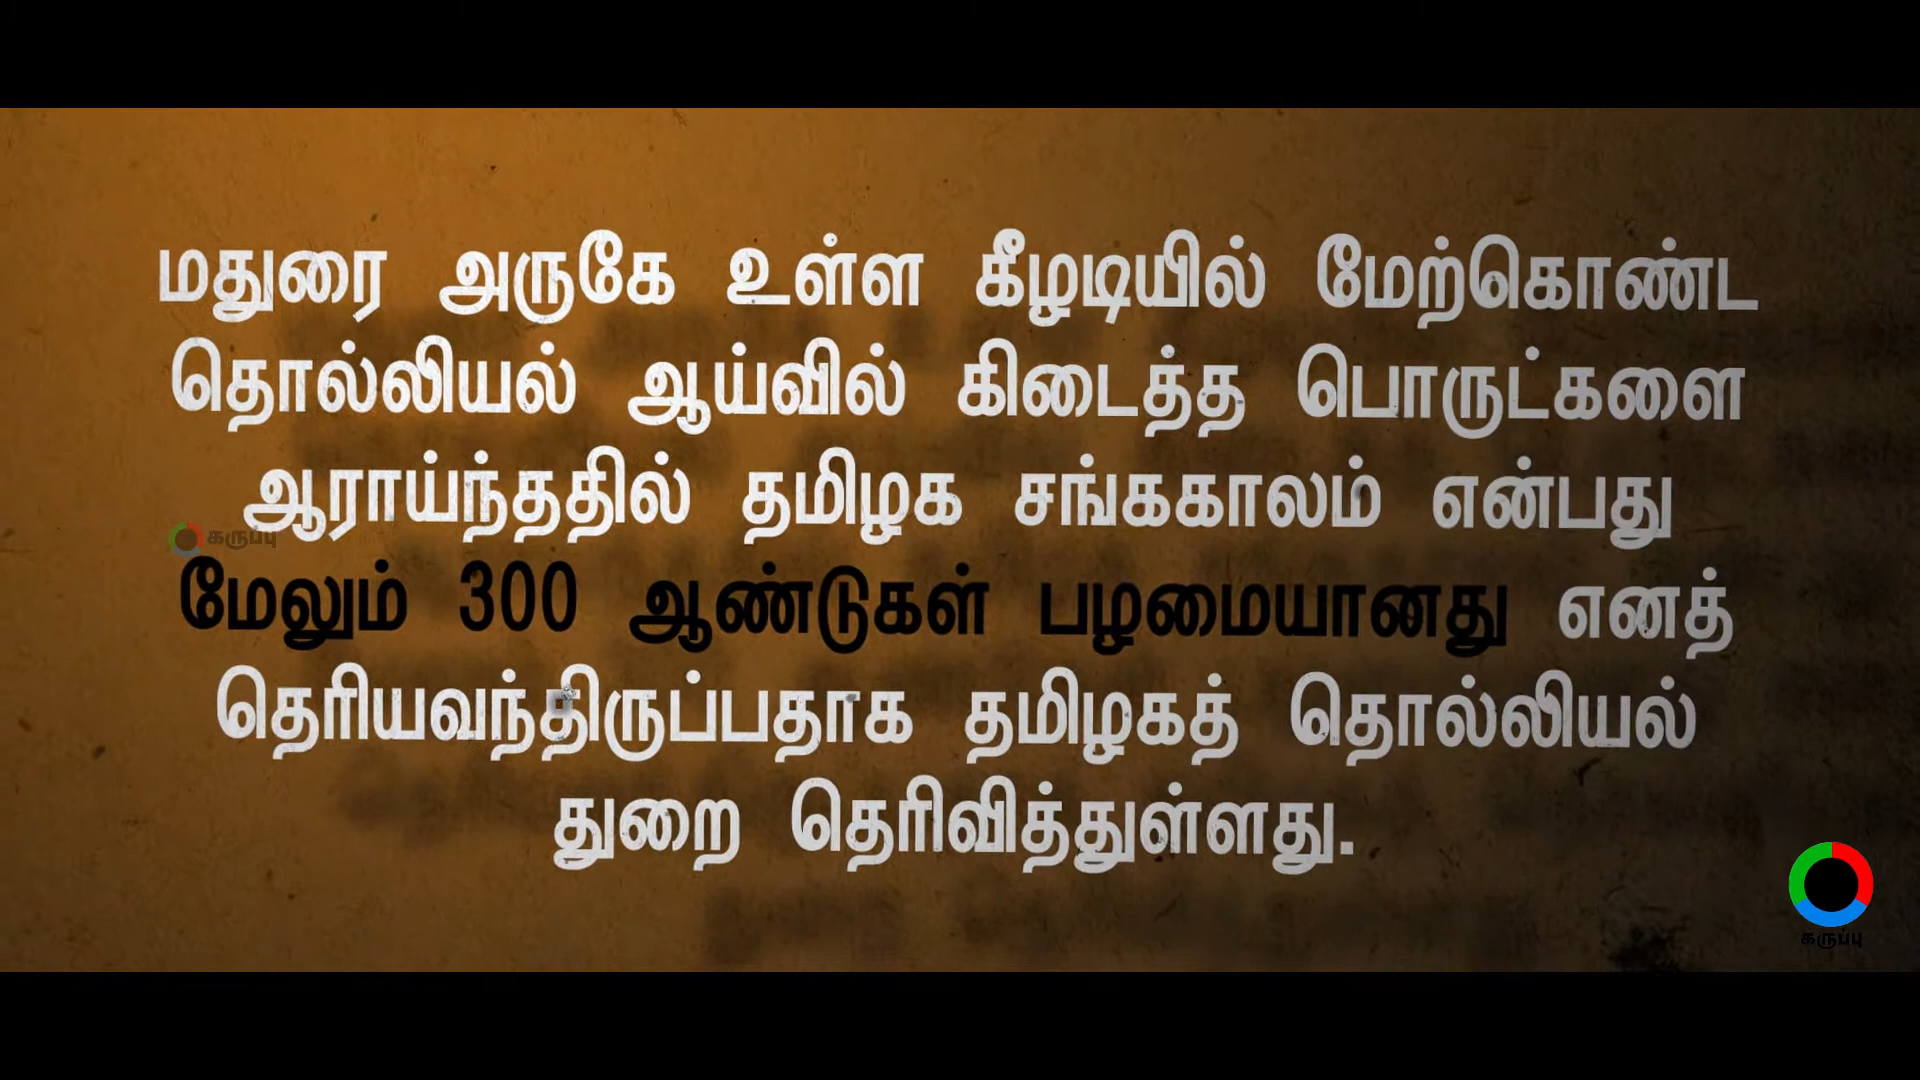 மதுரை அருகே உள்ள கீழடியில் மேற்கொண்ட
தொல்லியல் ஆய்வில் கிடைத்த பொருட்களை
ஆராய்ந்ததில் தமிழக சங்ககாலம் என்பது
கருப்பு
மேலும் 300 ஆண்டுகள் பழமையானது எனத்
தெரியவந்திருப்பதாக தமிழகத் தொல்லியல்
துறை தெரிவித்துள்ளது.
கருப்பு